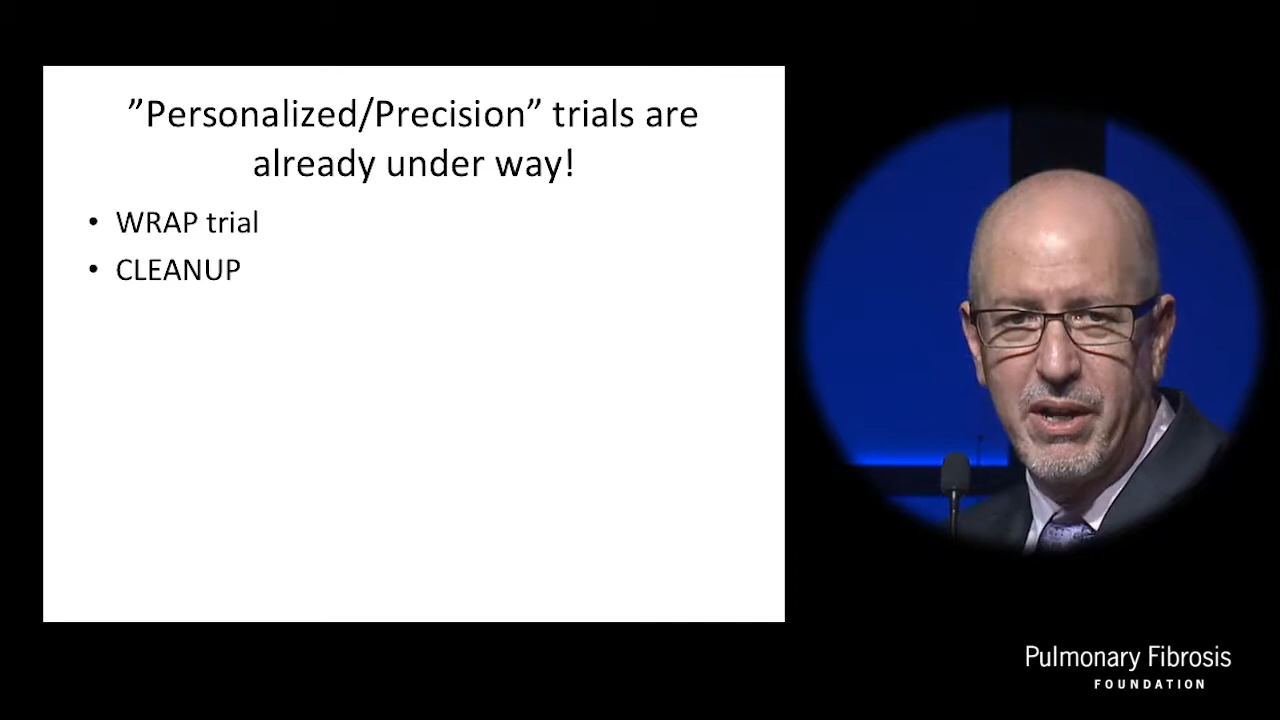 ”Personalized/Precision” trials are
already under way!
• WRAP trial
• CLEANUP
Pulmonary Fibrosis
FOUNDATION